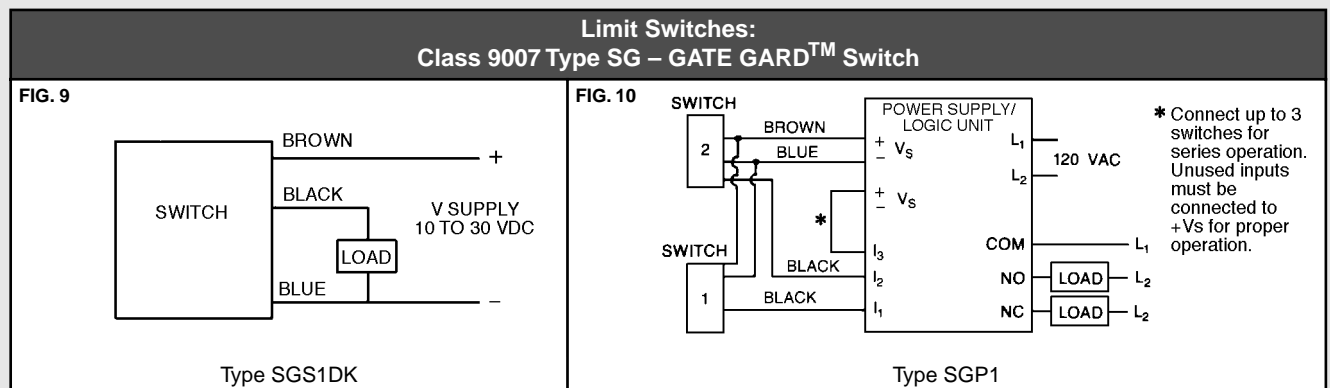 Limit Switches:
Class 9007 Type SG – GATE GARD™ Switch
FIG. 9
BROWN
+
BLACK
SWITCH
V SUPPLY
10 TO 30 VDC
LOAD
BLUE
–
Type SGS1DK
FIG. 10
SWITCH
2
BROWN
BLUE
POWER SUPPLY/
LOGIC UNIT
+
– VS
L1
120 VAC
L2
+
– VS
*
SWITCH
1
I3
BLACK
I2
BLACK
I1
COM
L1
NO
LOAD
L2
NC
LOAD
L2
* Connect up to 3
switches for
series operation.
Unused inputs
must be
connected to
+Vs for proper
operation.
Type SGP1